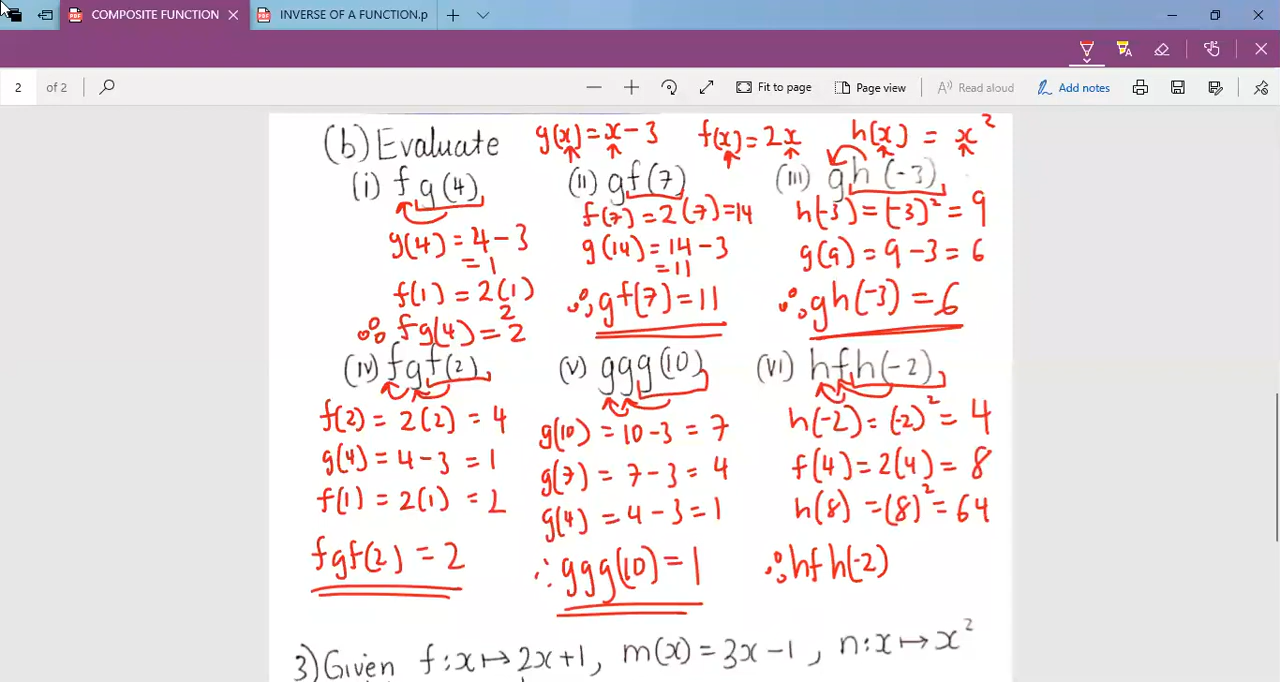 COMPOSITE FUNCTION
INVERSE OF A FUNCTION.p
2 of 2
Fit to page
Page view
Read aloud
Add notes
(b) Evaluate g(x) = x - 3 f(x) = 2x h(x) = x²
(i) fg(4)
g(4) = 4 - 3
= 1
f(1) = 2(1)
2
∴ fg(4) = 2
(ii) gf(7)
f(7) = 2(7) = 14
g(14) = 14 - 3
= 11
∴ gf(7) = 11
(iii) gh(-3)
h(-3) = (-3)² = 9
g(9) = 9 - 3 = 6
∴ gh(-3) = 6
(iv) fgf(2)
f(2) = 2(2) = 4
g(4) = 4 - 3 = 1
f(1) = 2(1) = 2
fgf(2) = 2
(v) ggg(10)
g(10) = 10 - 3 = 7
g(7) = 7 - 3 = 4
g(4) = 4 - 3 = 1
∴ ggg(10) = 1
(vi) hfh(-2)
h(-2) = (-2)² = 4
f(4) = 2(4) = 8
h(8) = (8)² = 64
∴ hfh(-2)
3) Given f : x ↦ 2x + 1, m(x) = 3x - 1, n : x ↦ x²